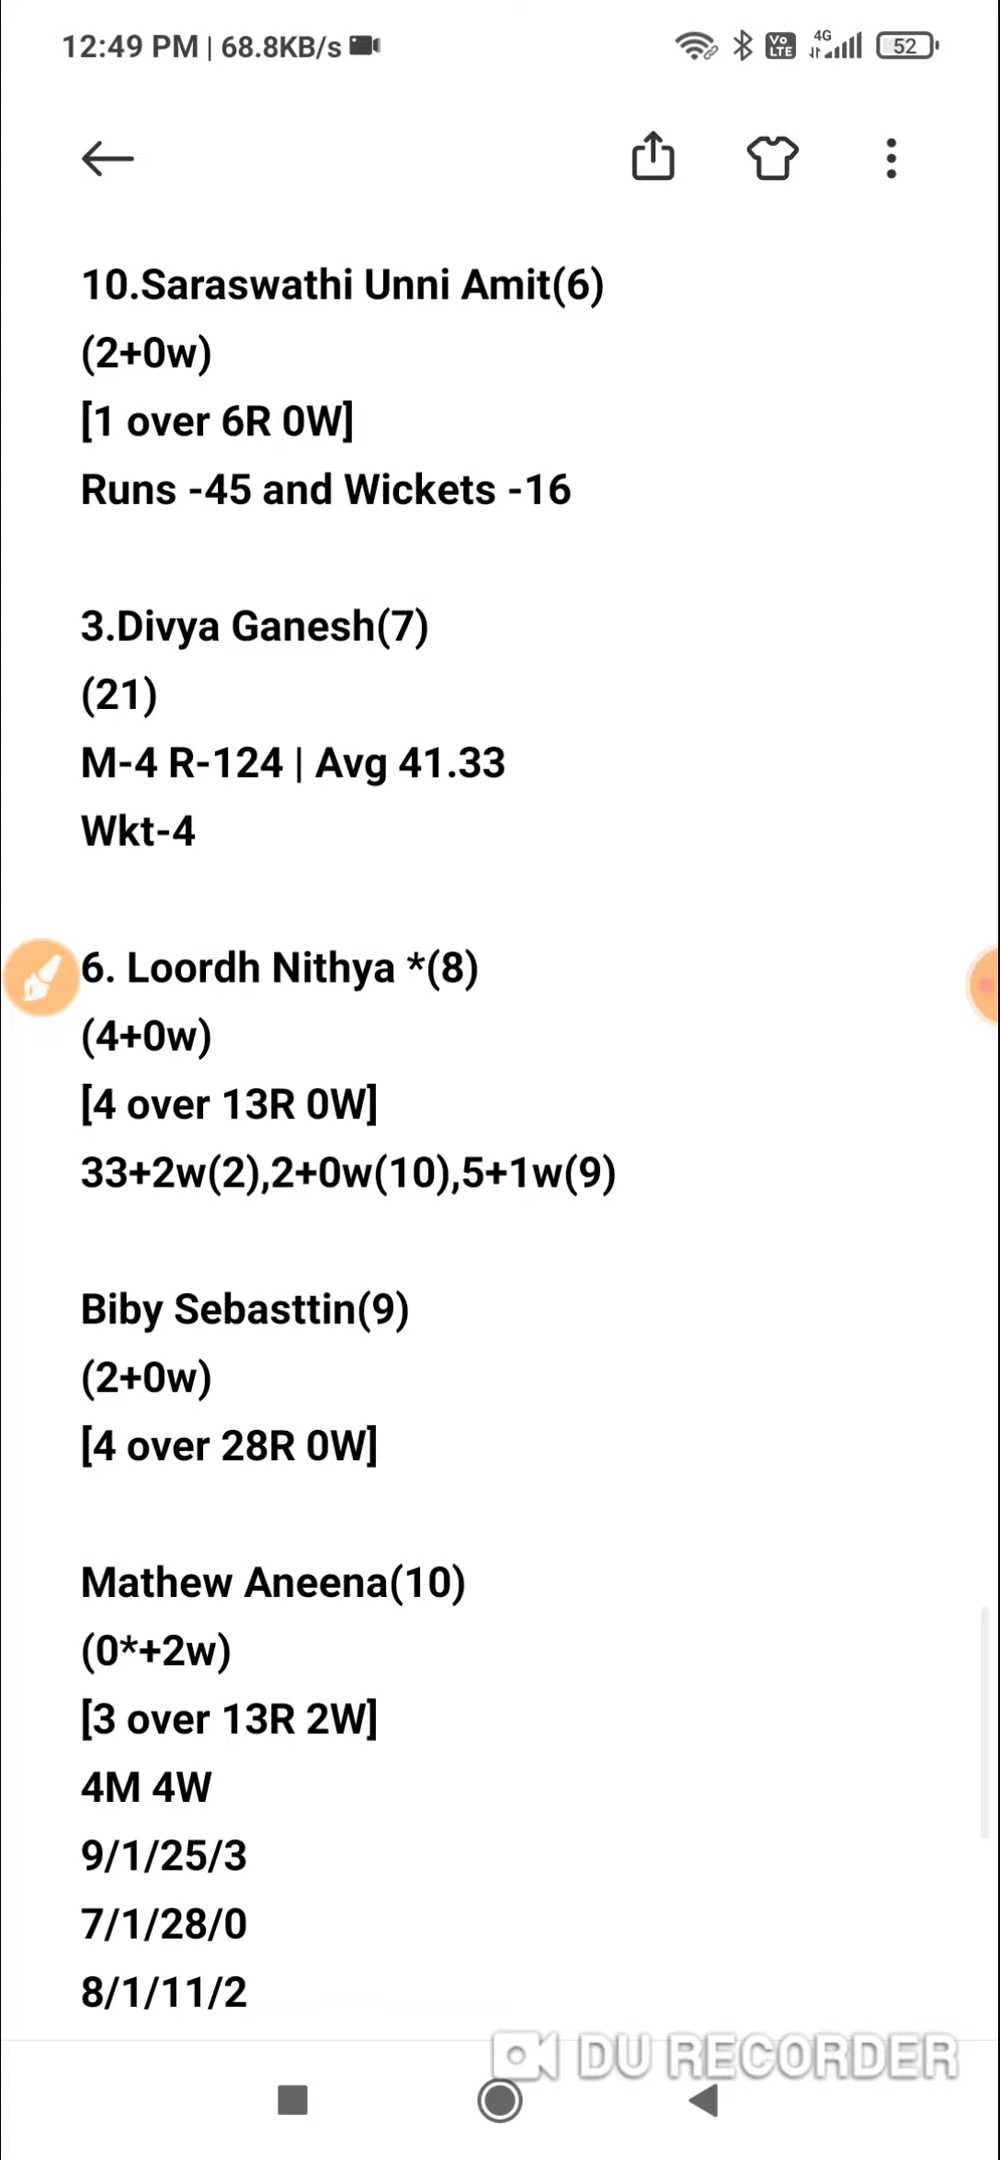 12:49 PM | 68.8KB/s
Vo LTE 4G 52
10.Saraswathi Unni Amit(6)
(2+0w)
[1 over 6R 0W]
Runs -45 and Wickets -16
3.Divya Ganesh(7)
(21)
M-4 R-124 | Avg 41.33
Wkt-4
6. Loordh Nithya *(8)
(4+0w)
[4 over 13R 0W]
33+2w(2),2+0w(10),5+1w(9)
Biby Sebasttin(9)
(2+0w)
[4 over 28R 0W]
Mathew Aneena(10)
(0*+2w)
[3 over 13R 2W]
4M 4W
9/1/25/3
7/1/28/0
8/1/11/2
DU RECORDER